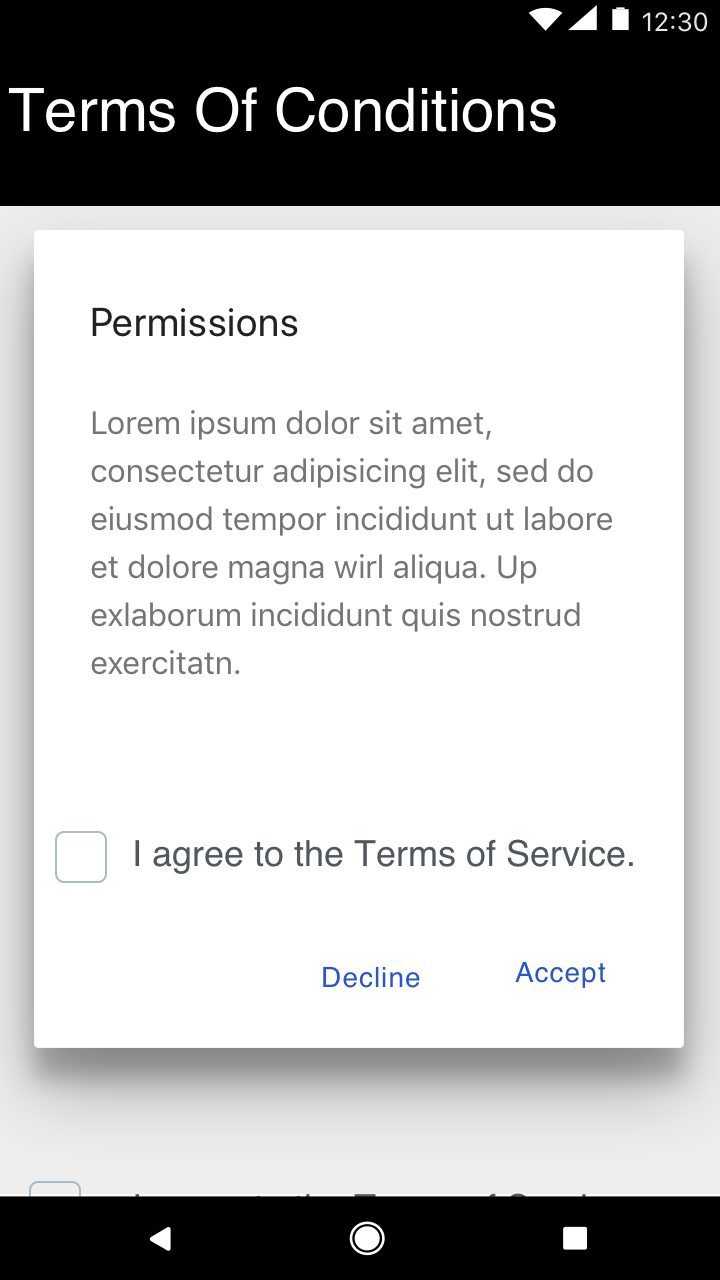 12:30
Terms Of Conditions
Permissions
Lorem ipsum dolor sit amet,
consectetur adipisicing elit, sed do
eiusmod tempor incididunt ut labore
et dolore magna wirl aliqua. Up
exlaborum incididunt quis nostrud
exercitatn.
I agree to the Terms of Service.
Decline
Accept